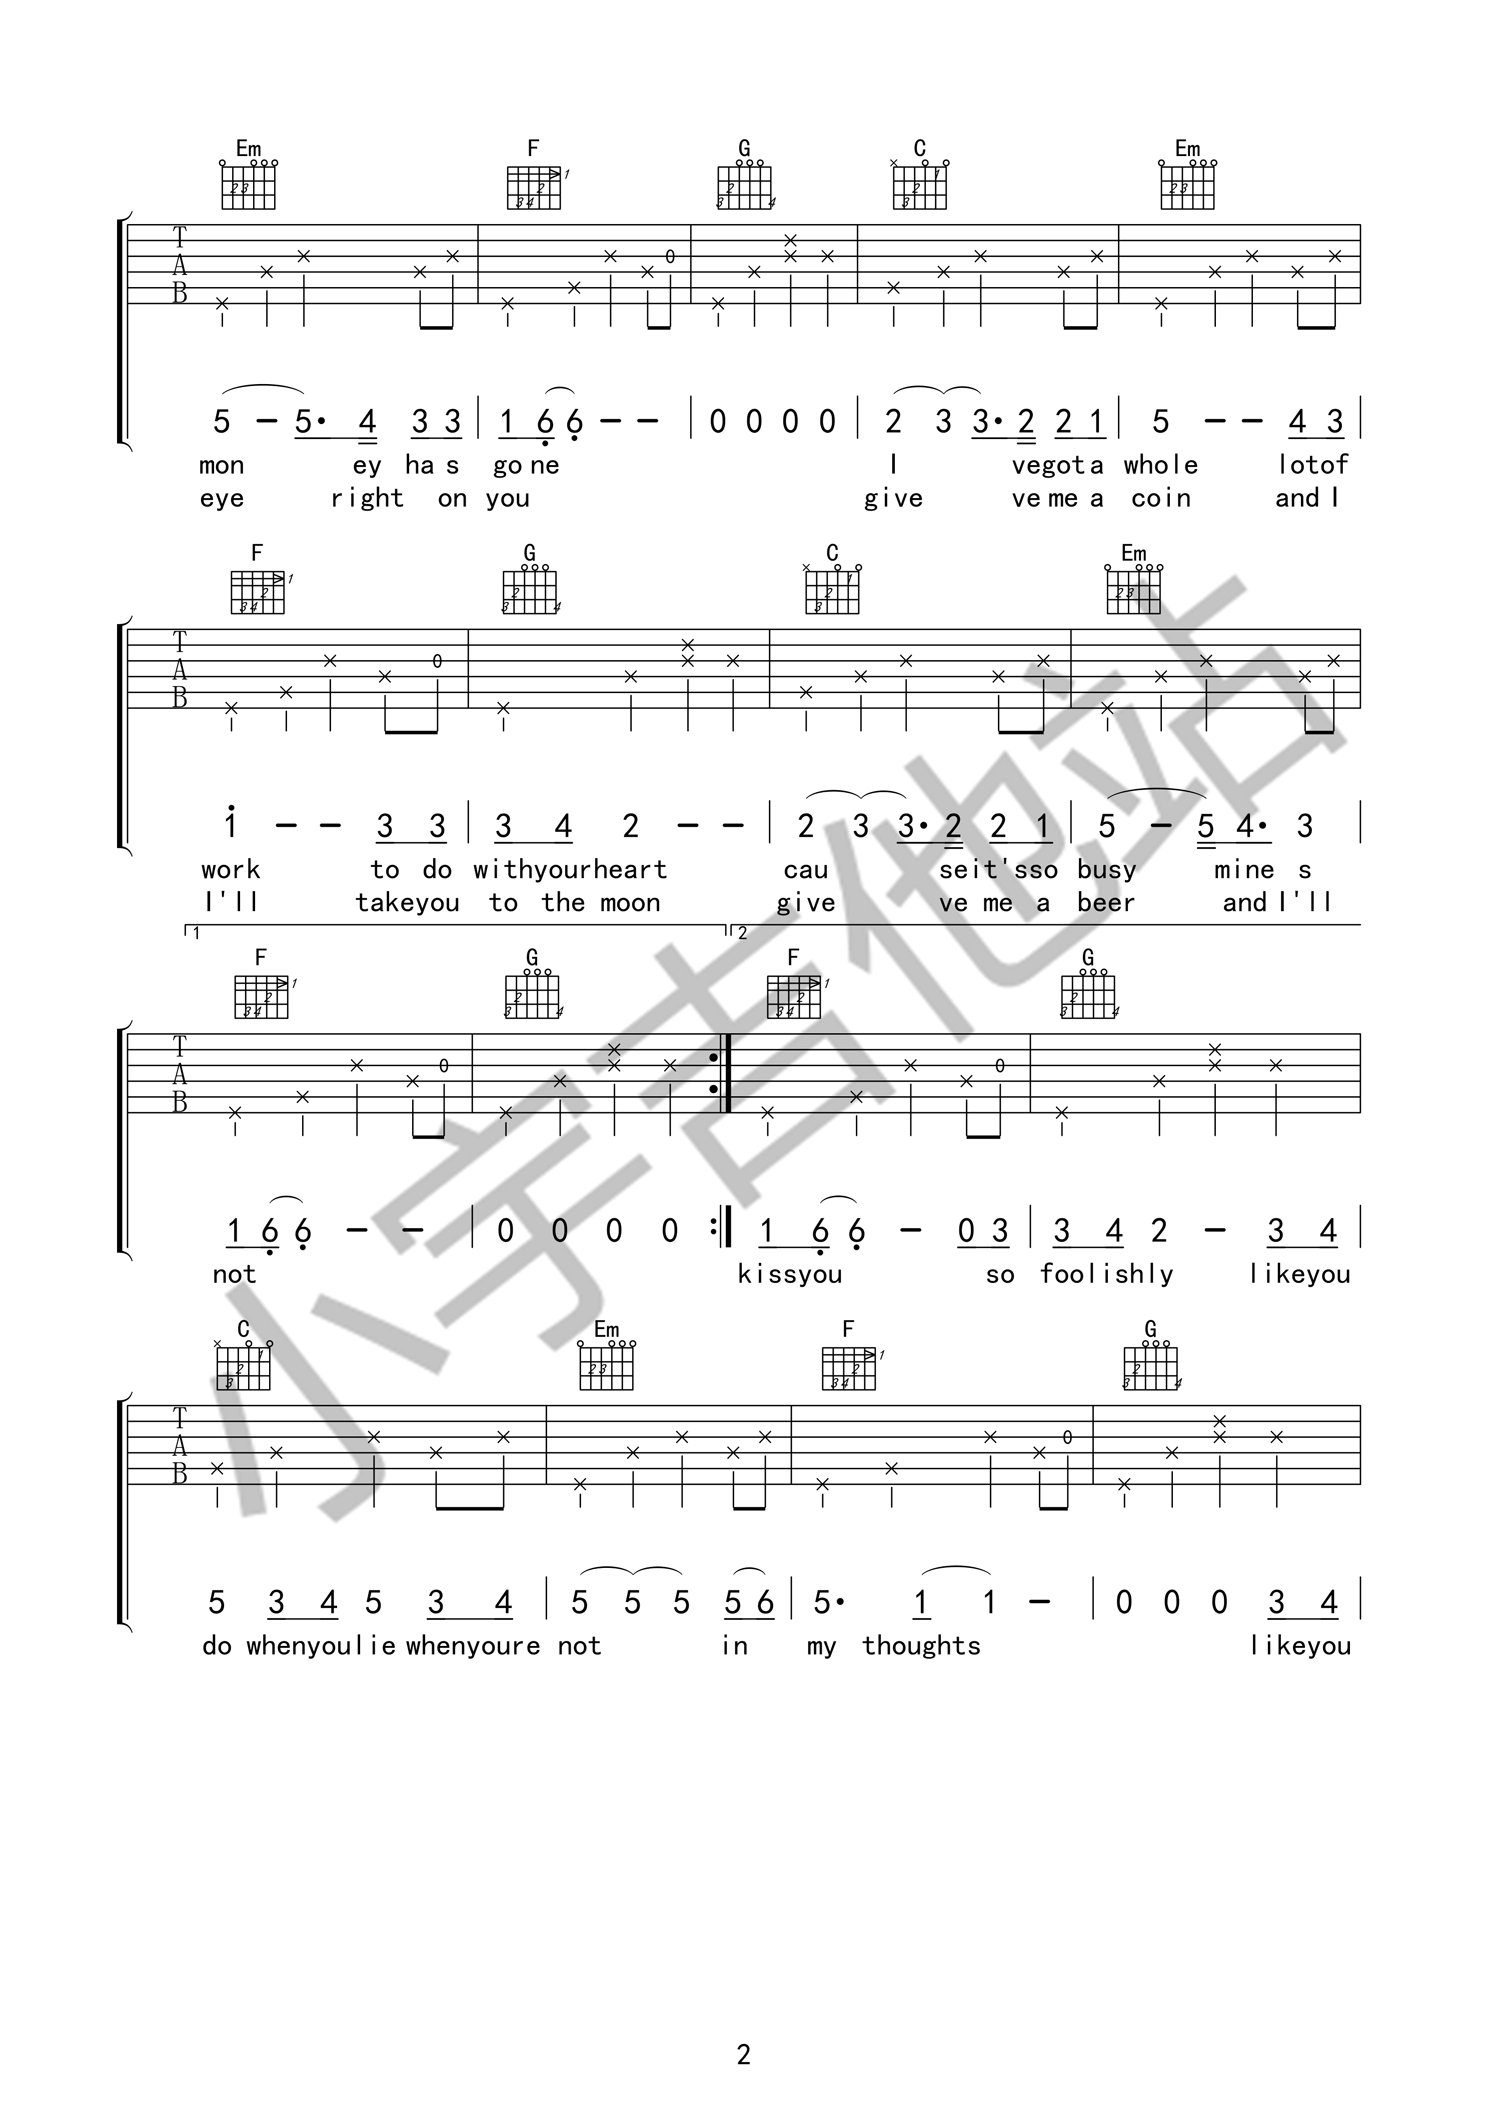 Em F G C Em
T
A
B
5 - 5· 4 3 3 | 1 6 6 - - | 0 0 0 0 | 2 3 3· 2 2 1 | 5 - - 4 3
mon ey ha s go ne I vegota whole lotof
eye right on you give ve me a coin and I
F G C Em
T
A
B
1 - - 3 3 | 3 4 2 - - | 2 3 3· 2 2 1 | 5 - 5 4· 3
work to do withyourheart cau seit'sso busy mine s
I'll takeyou to the moon give ve me a beer and I'll
1 2
F G F G
T
A
B
1 6 6 - - | 0 0 0 0 :| 1 6 6 - 0 3 | 3 4 2 - 3 4
not kissyou so foolishly likeyou
C Em F G
T
A
B
5 3 4 5 3 4 | 5 5 5 5 6 | 5· 1 1 - | 0 0 0 3 4
do whenyoulie whenyoure not in my thoughts likeyou
小宇吉他站
2